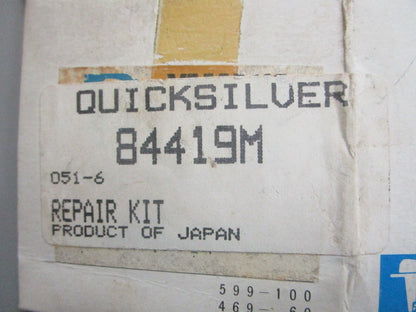 QUICKSILVER
84419M
051-6
REPAIR KIT
PRODUCT OF JAPAN
599-100